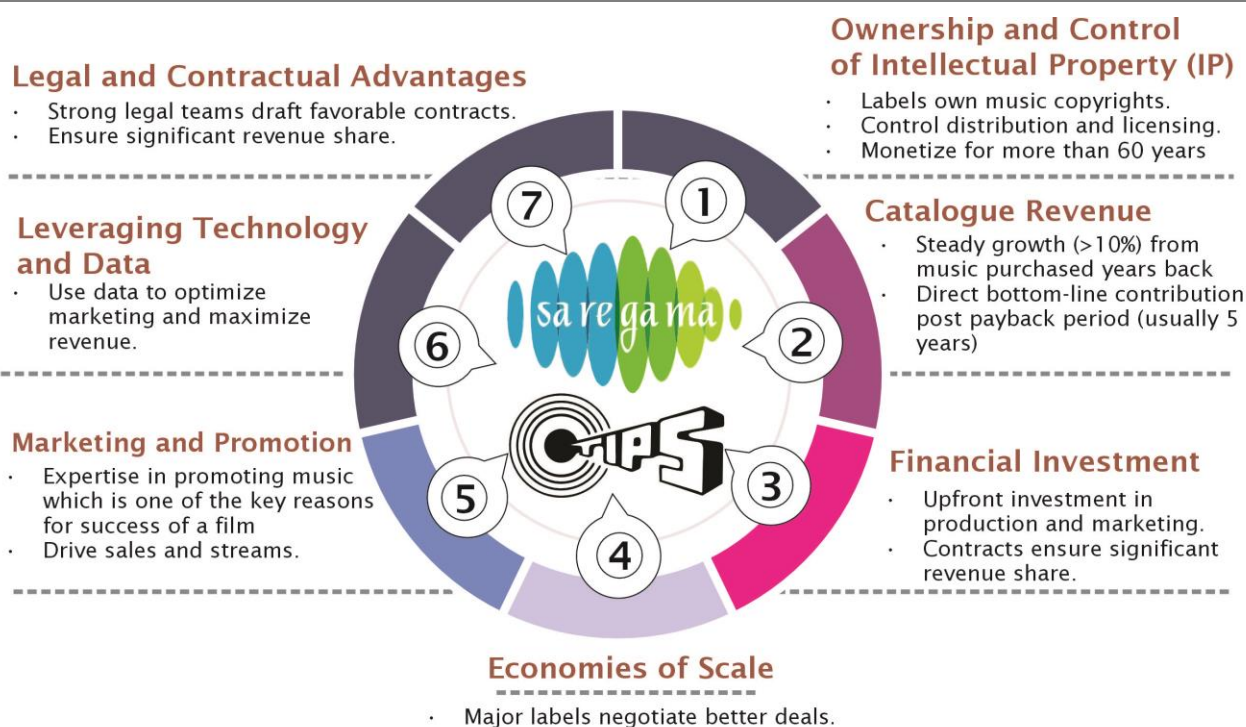 Ownership and Control
of Intellectual Property (IP)
· Labels own music copyrights.
· Control distribution and licensing.
· Monetize for more than 60 years
Catalogue Revenue
· Steady growth (>10%) from
music purchased years back
· Direct bottom-line contribution
post payback period (usually 5
years)
Financial Investment
· Upfront investment in
production and marketing.
· Contracts ensure significant
revenue share.
Economies of Scale
· Major labels negotiate better deals.
Marketing and Promotion
· Expertise in promoting music
which is one of the key reasons
for success of a film
· Drive sales and streams.
Leveraging Technology
and Data
· Use data to optimize
marketing and maximize
revenue.
Legal and Contractual Advantages
· Strong legal teams draft favorable contracts.
· Ensure significant revenue share.
1
2
3
4
5
6
7
sa re ga ma
TIPS